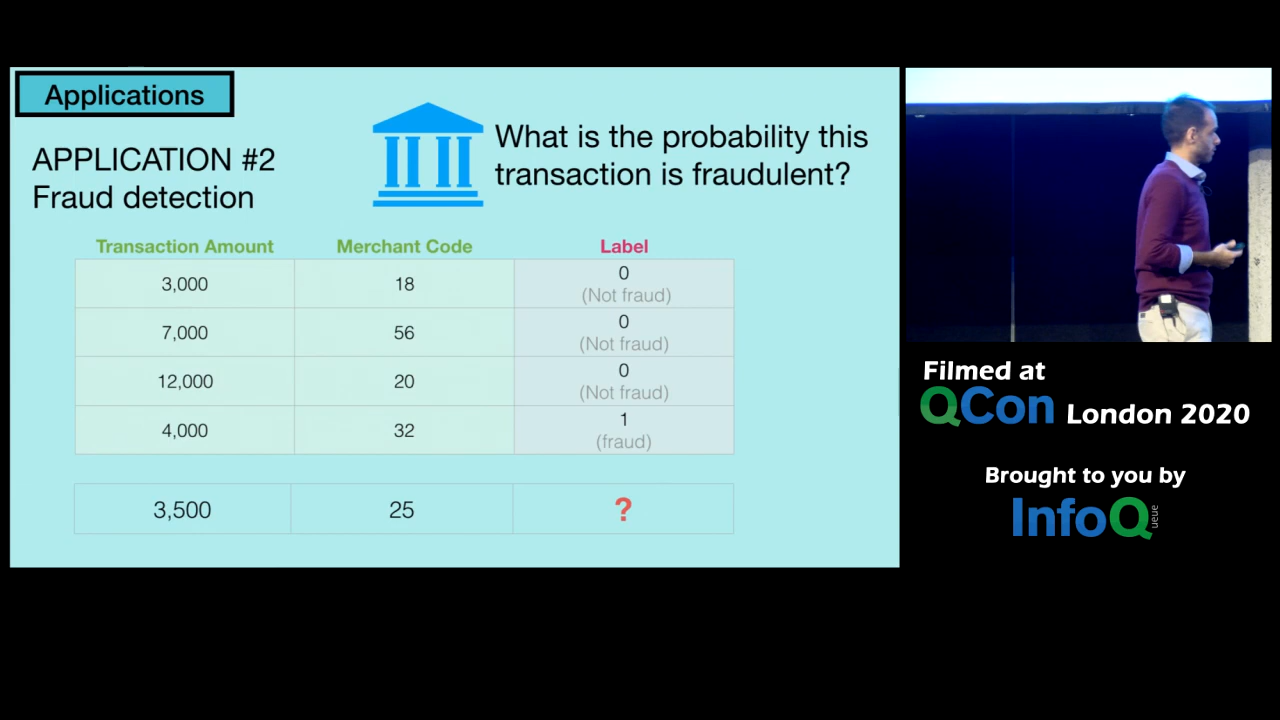 Applications
APPLICATION #2
Fraud detection
What is the probability this
transaction is fraudulent?
Transaction Amount Merchant Code Label
3,000 18 0
(Not fraud)
7,000 56 0
(Not fraud)
12,000 20 0
(Not fraud)
4,000 32 1
(fraud)
3,500 25 ?
Filmed at
QCon London 2020
Brought to you by
InfoQueue